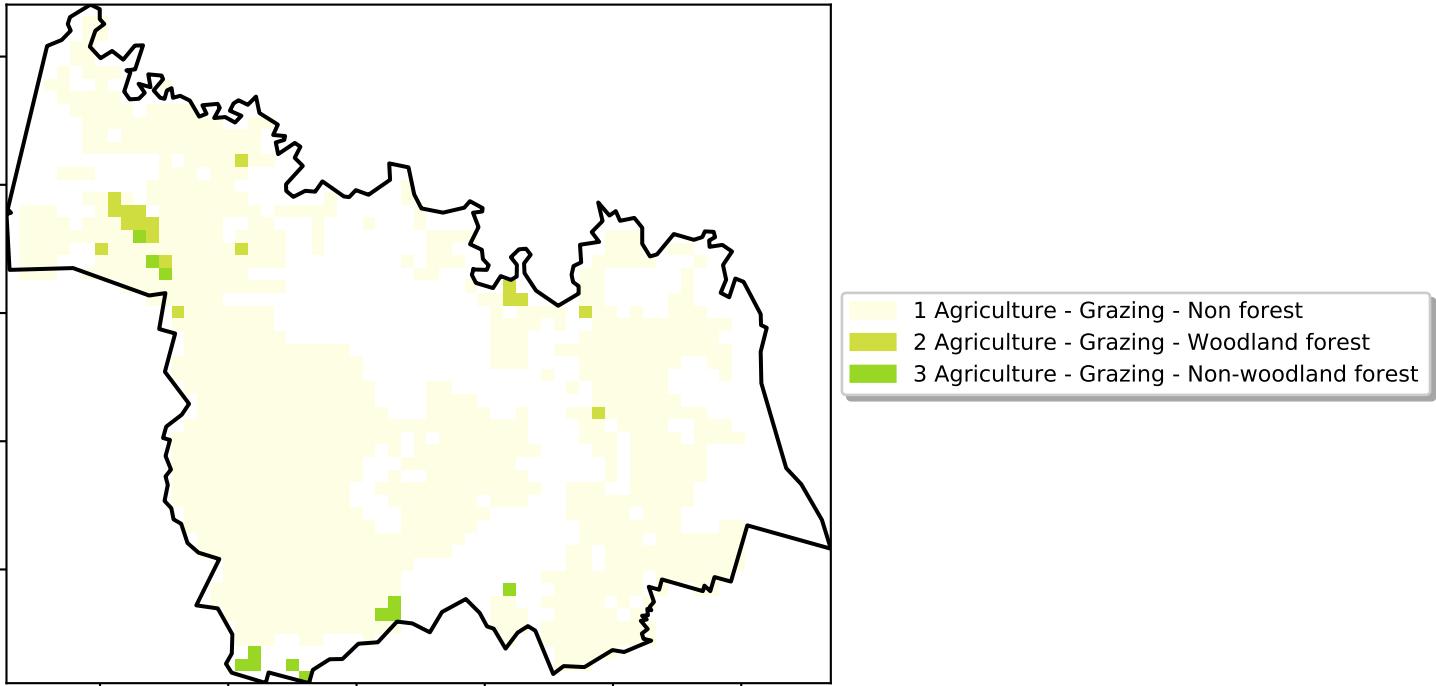 1 Agriculture - Grazing - Non forest
2 Agriculture - Grazing - Woodland forest
3 Agriculture - Grazing - Non-woodland forest